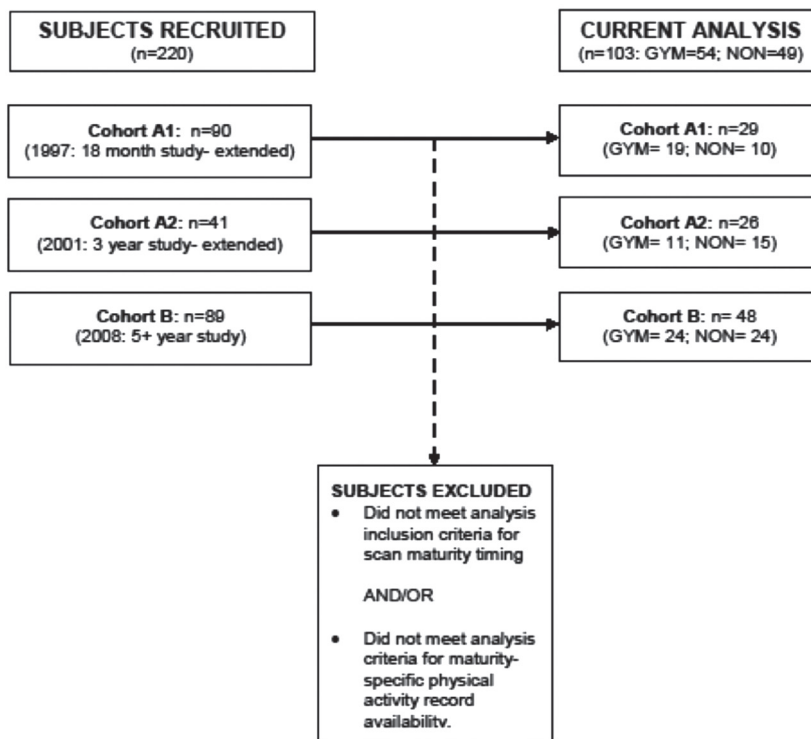 SUBJECTS RECRUITED
(n=220)
CURRENT ANALYSIS
(n=103: GYM=54; NON=49)
Cohort A1: n=90
(1997: 18 month study- extended)
Cohort A1: n=29
(GYM= 19; NON= 10)
Cohort A2: n=41
(2001: 3 year study- extended)
Cohort A2: n=26
(GYM= 11; NON= 15)
Cohort B: n=89
(2008: 5+ year study)
Cohort B: n= 48
(GYM= 24; NON= 24)
SUBJECTS EXCLUDED
• Did not meet analysis
inclusion criteria for
scan maturity timing
AND/OR
• Did not meet analysis
criteria for maturity-
specific physical
activity record
availability.